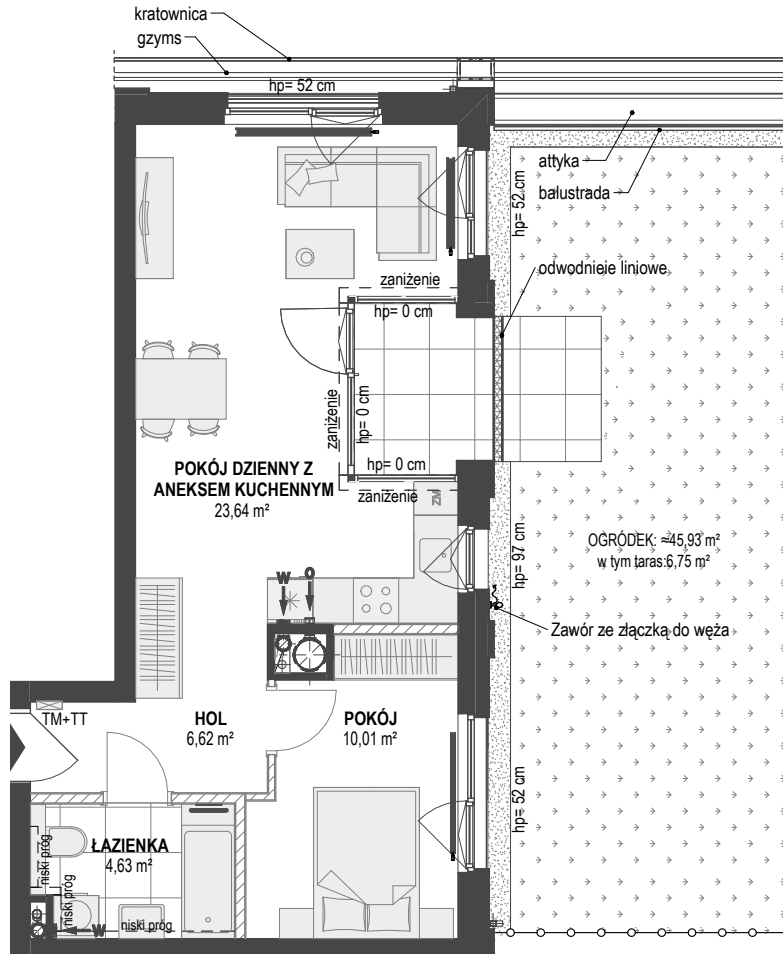 kratownica
gzyms
hp= 52 cm
attyka
balustrada
hp= 52 cm
odwodnieie liniowe
zaniżenie
hp= 0 cm
zaniżenie
hp= 0 cm
hp= 0 cm
zaniżenie
POKÓJ DZIENNY Z
ANEKSEM KUCHENNYM
23,64 m²
ZM
hp= 97 cm
OGRÓDEK: ≈45,93 m²
w tym taras:6,75 m²
W
O
Zawór ze złączką do węża
TM+TT
HOL
6,62 m²
POKÓJ
10,01 m²
hp= 52 cm
ŁAZIENKA
4,63 m²
niski próg
niski próg
W
niski próg